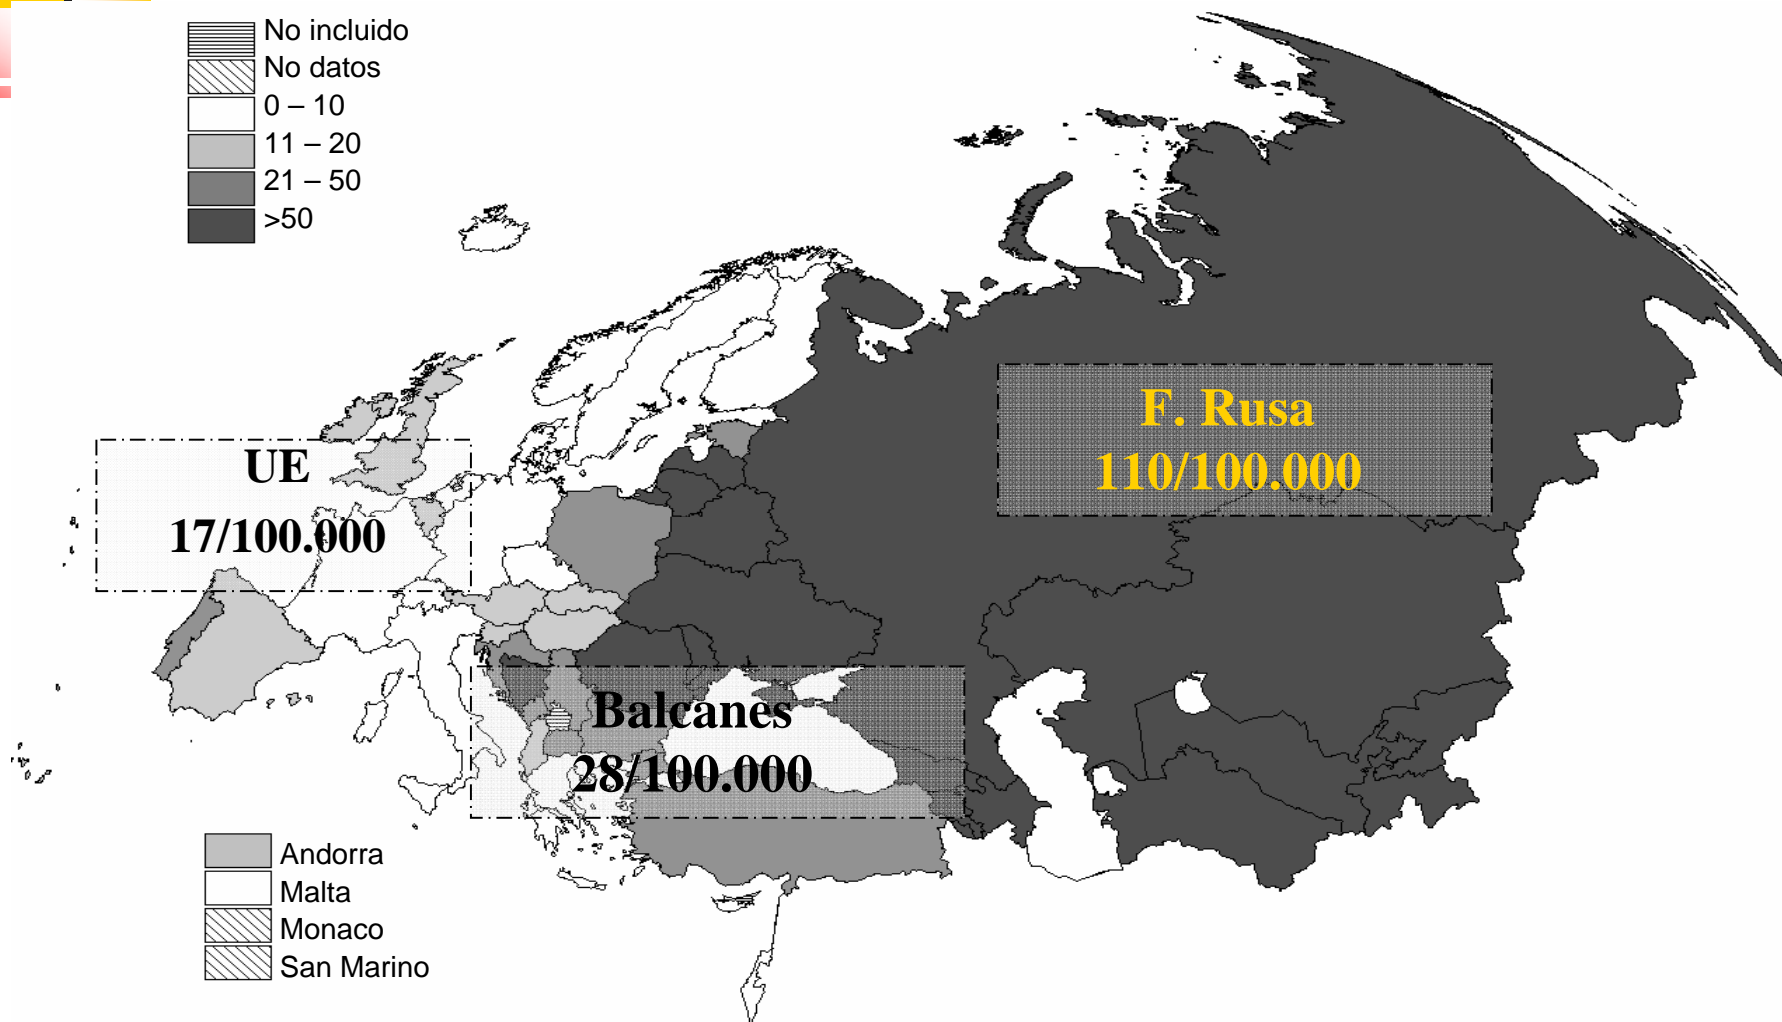 No incluido
No datos
0 – 10
11 – 20
21 – 50
>50
F. Rusa
110/100.000
UE
17/100.000
Balcanes
28/100.000
Andorra
Malta
Monaco
San Marino